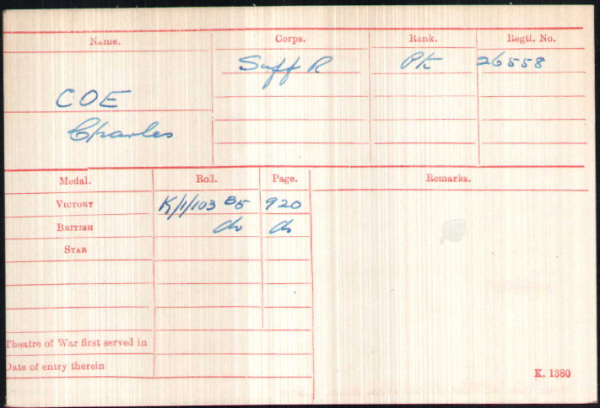 Name. Corps. Rank. Regtl. No.
Suff R Pte 26558
COE
Charles
Medal. Roll. Page. Remarks.
VICTORY K/1/103 B5 920
BRITISH do do
STAR
Theatre of War first served in
Date of entry therein
K. 1380